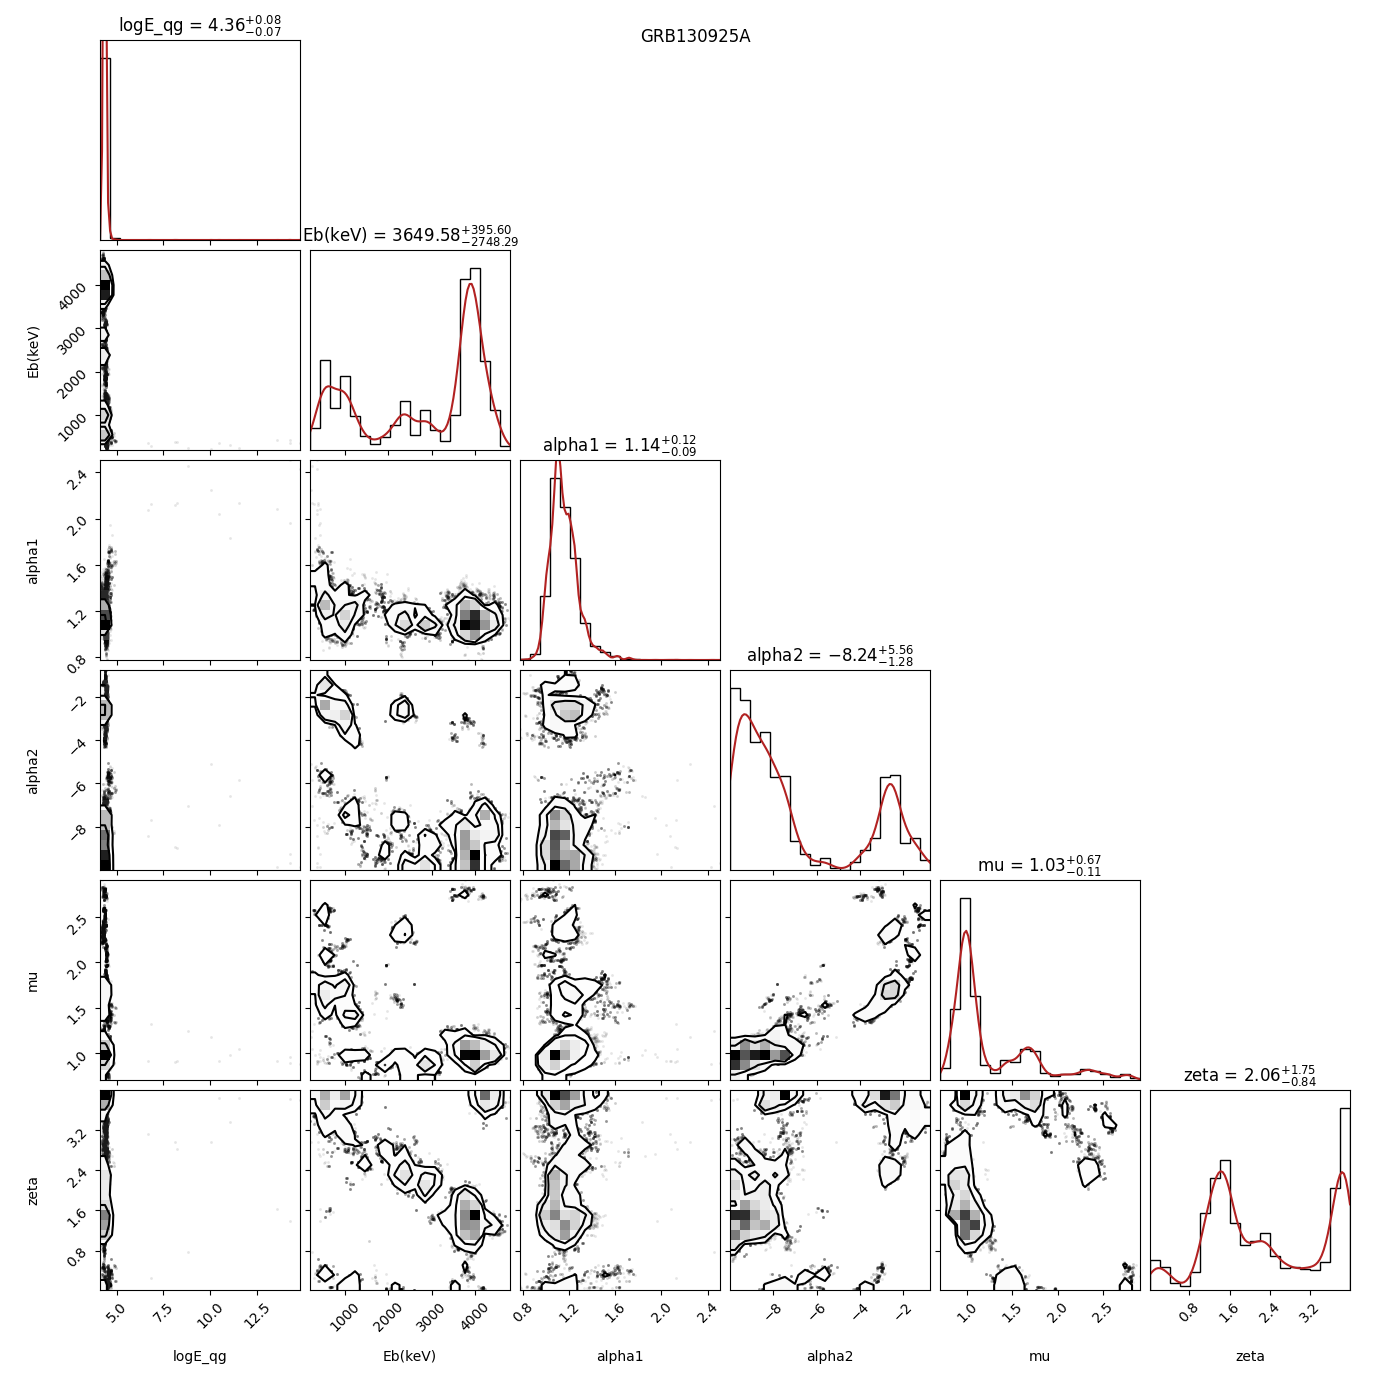 logE_qg = 4.36+0.08−0.07
GRB130925A
Eb(keV) = 3649.58+395.60−2748.29
4000
3000
2000
1000
Eb(keV)
alpha1 = 1.14+0.12−0.09
2.4
2.0
1.6
1.2
0.8
alpha1
alpha2 = −8.24+5.56−1.28
−2
−4
−6
−8
alpha2
mu = 1.03+0.67−0.11
2.5
2.0
1.5
1.0
mu
zeta = 2.06+1.75−0.84
3.2
2.4
1.6
0.8
zeta
5.0 7.5 10.0 12.5 1000 2000 3000 4000 0.8 1.2 1.6 2.0 2.4 −8 −6 −4 −2 1.0 1.5 2.0 2.5 0.8 1.6 2.4 3.2
logE_qg Eb(keV) alpha1 alpha2 mu zeta